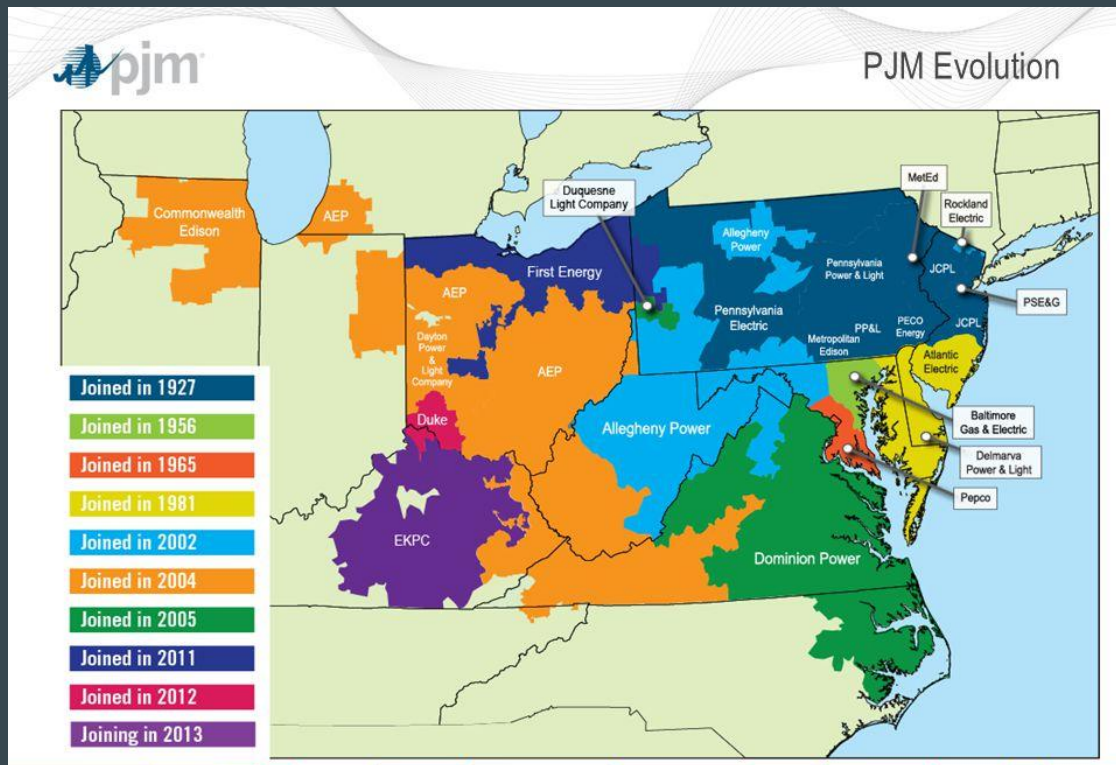 pjm
PJM Evolution
MetEd
Duquesne
Light Company
Rockland
Electric
Commonwealth
Edison
AEP
Allegheny
Power
First Energy
Pennsylvania
Power & Light
JCPL
AEP
PSE&G
Pennsylvania
Electric
PP&L
PECO
Energy
JCPL
Metropolitan
Edison
Dayton
Power
&
Light
Company
AEP
Atlantic
Electric
Joined in 1927
Joined in 1956
Joined in 1965
Joined in 1981
Joined in 2002
Joined in 2004
Joined in 2005
Joined in 2011
Joined in 2012
Joining in 2013
Duke
Allegheny Power
Baltimore
Gas & Electric
Delmarva
Power & Light
Pepco
EKPC
Dominion Power